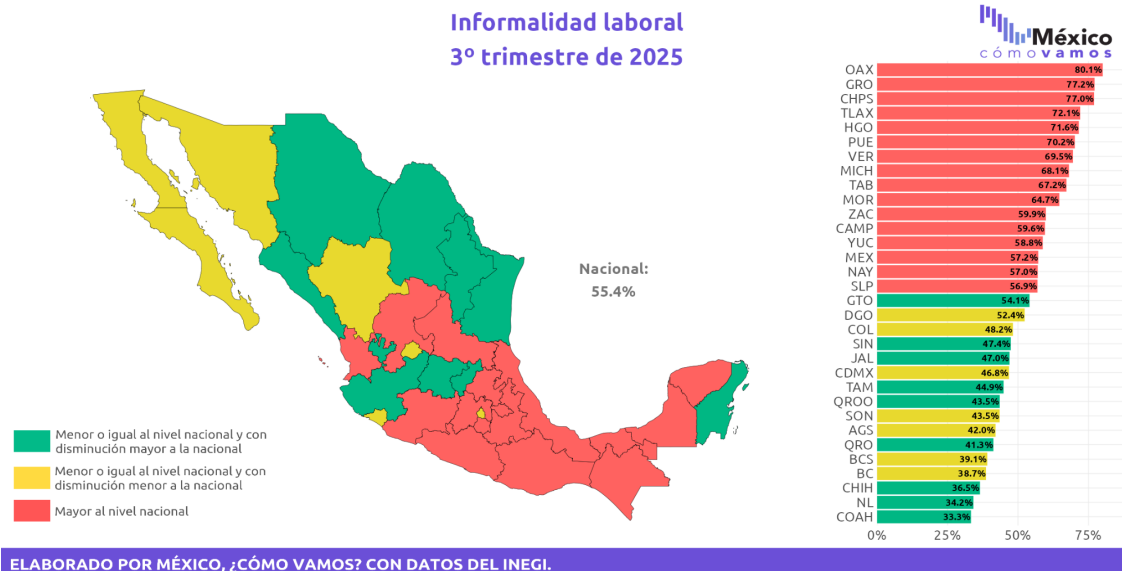 Informalidad laboral
3º trimestre de 2025
México
cómovamos
Nacional:
55.4%
Menor o igual al nivel nacional y con
disminución mayor a la nacional
Menor o igual al nivel nacional y con
disminución menor a la nacional
Mayor al nivel nacional
OAX 80.1%
GRO 77.2%
CHPS 77.0%
TLAX 72.1%
HGO 71.6%
PUE 70.2%
VER 69.5%
MICH 68.1%
TAB 67.2%
MOR 64.7%
ZAC 59.9%
CAMP 59.6%
YUC 58.8%
MEX 57.2%
NAY 57.0%
SLP 56.9%
GTO 54.1%
DGO 52.4%
COL 48.2%
SIN 47.4%
JAL 47.0%
CDMX 46.8%
TAM 44.9%
QROO 43.5%
SON 43.5%
AGS 42.0%
QRO 41.3%
BCS 39.1%
BC 38.7%
CHIH 36.5%
NL 34.2%
COAH 33.3%
0% 25% 50% 75%
ELABORADO POR MÉXICO, ¿CÓMO VAMOS? CON DATOS DEL INEGI.